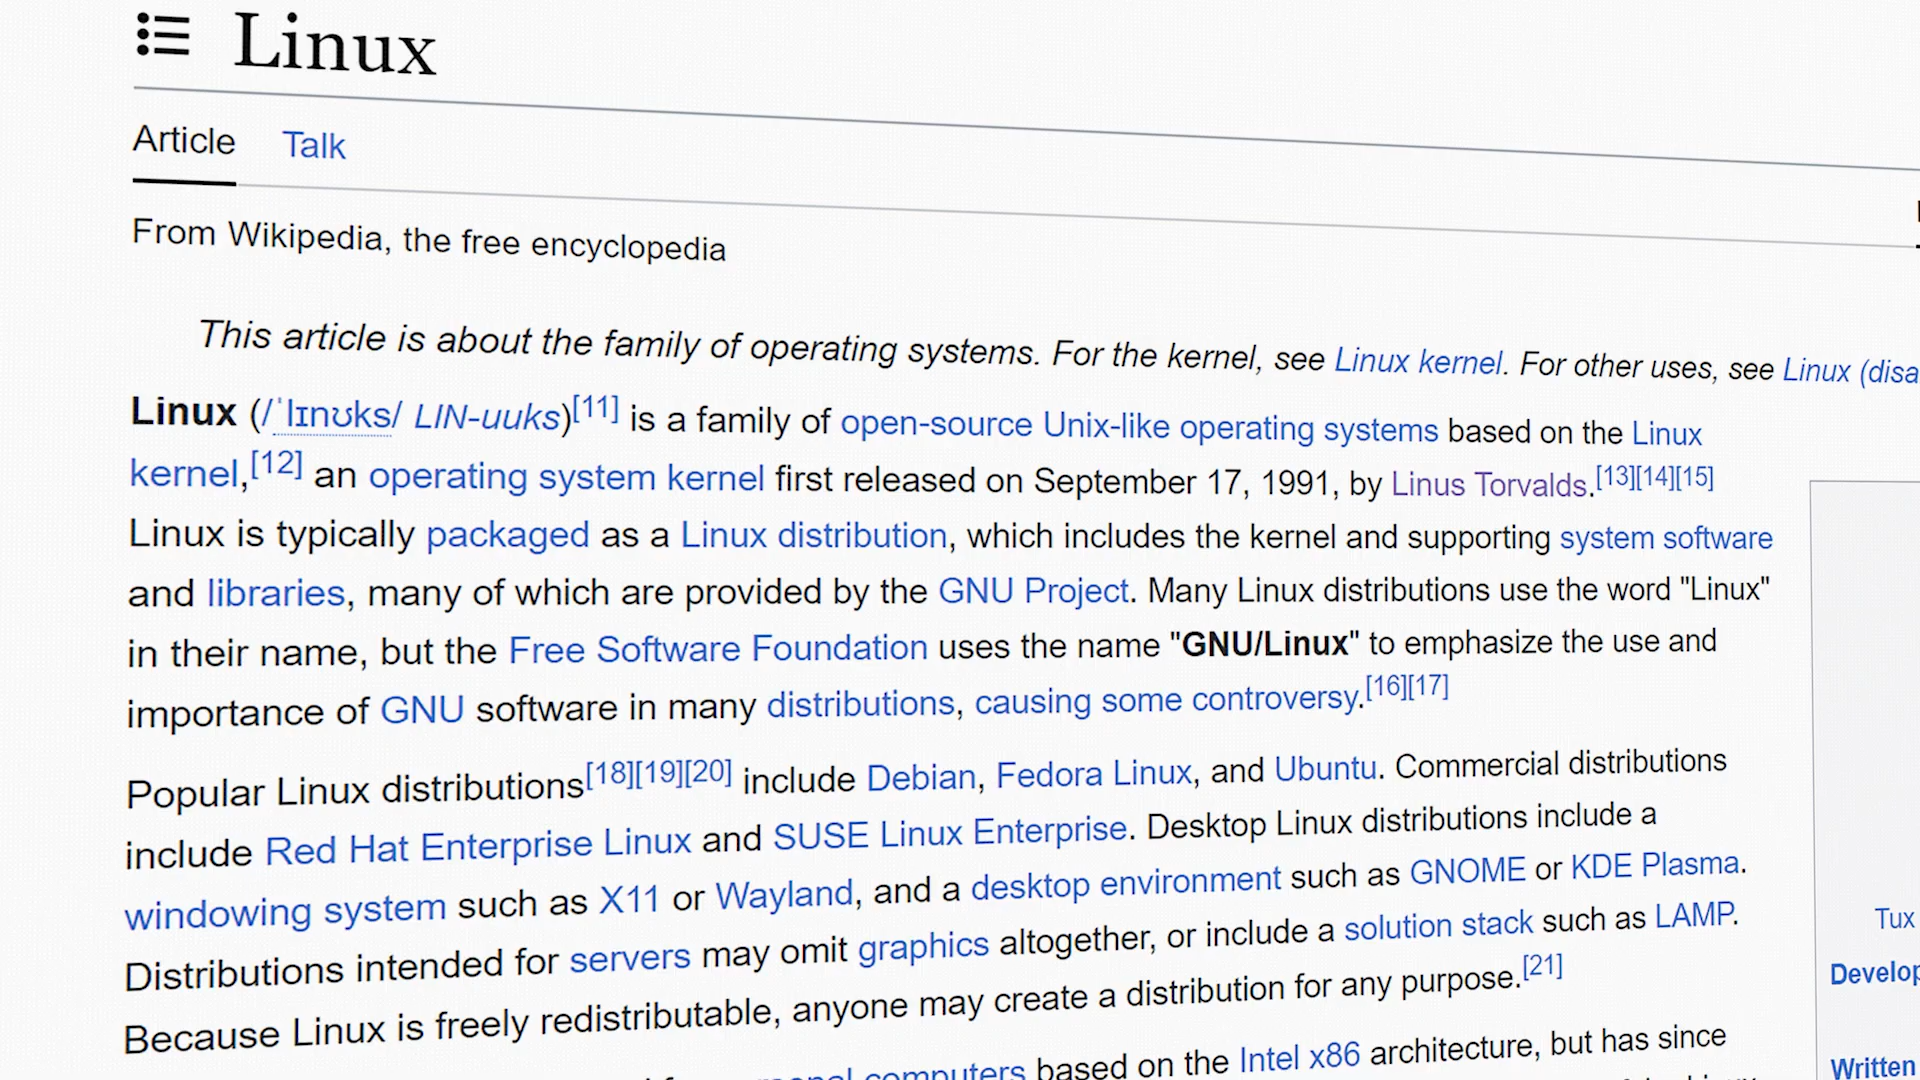 Linux
Article Talk
From Wikipedia, the free encyclopedia
This article is about the family of operating systems. For the kernel, see Linux kernel. For other uses, see Linux
Linux (/ˈlɪnʊks/ LIN-uuks)[11] is a family of open-source Unix-like operating systems based on the Linux
kernel,[12] an operating system kernel first released on September 17, 1991, by Linus Torvalds.[13][14][15]
Linux is typically packaged as a Linux distribution, which includes the kernel and supporting system software
and libraries, many of which are provided by the GNU Project. Many Linux distributions use the word "Linux"
in their name, but the Free Software Foundation uses the name "GNU/Linux" to emphasize the use and
importance of GNU software in many distributions, causing some controversy.[16][17]
Popular Linux distributions[18][19][20] include Debian, Fedora Linux, and Ubuntu. Commercial distributions
include Red Hat Enterprise Linux and SUSE Linux Enterprise. Desktop Linux distributions include a
windowing system such as X11 or Wayland, and a desktop environment such as GNOME or KDE Plasma.
Distributions intended for servers may omit graphics altogether, or include a solution stack such as LAMP.
Because Linux is freely redistributable, anyone may create a distribution for any purpose.[21]
computers based on the Intel x86 architecture, but has since
Tux
Written